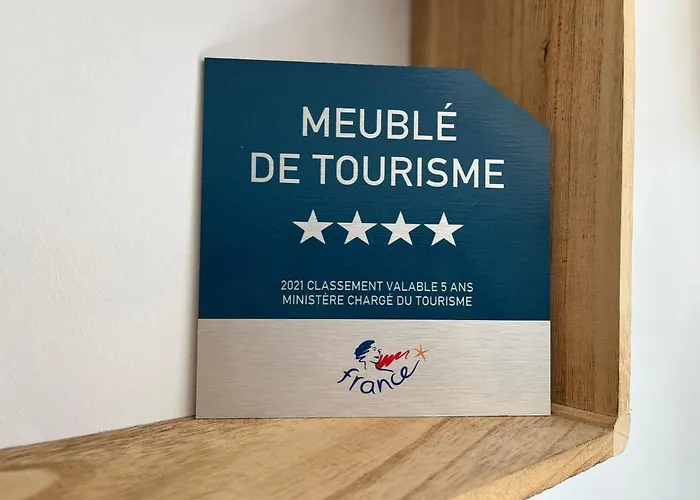 MEUBLÉ
DE TOURISME
2021 CLASSEMENT VALABLE 5 ANS
MINISTÈRE CHARGÉ DU TOURISME
france